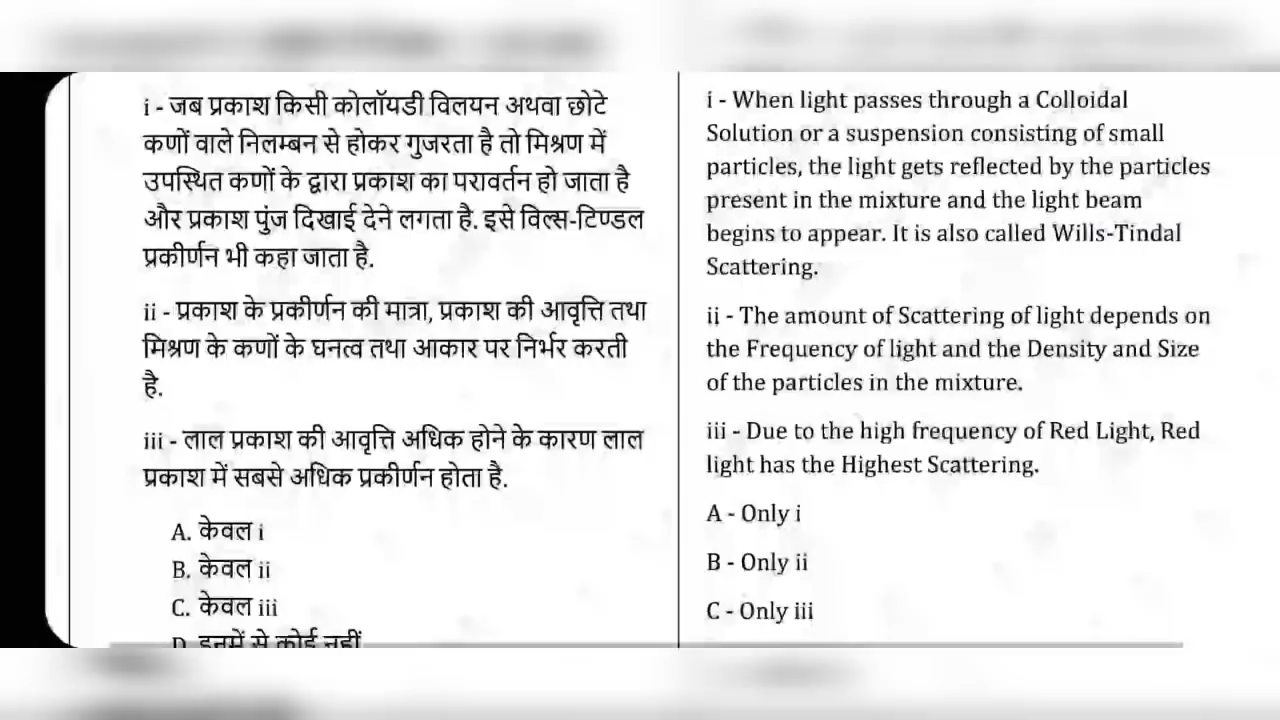 i - जब प्रकाश किसी कोलॉयडी विलयन अथवा छोटे
कणों वाले निलम्बन से होकर गुजरता है तो मिश्रण में
उपस्थित कणों के द्वारा प्रकाश का परावर्तन हो जाता है
और प्रकाश पुंज दिखाई देने लगता है. इसे विल्स-टिण्डल
प्रकीर्णन भी कहा जाता है.
ii - प्रकाश के प्रकीर्णन की मात्रा, प्रकाश की आवृत्ति तथा
मिश्रण के कणों के घनत्व तथा आकार पर निर्भर करती
है.
iii - लाल प्रकाश की आवृत्ति अधिक होने के कारण लाल
प्रकाश में सबसे अधिक प्रकीर्णन होता है.
A. केवल i
B. केवल ii
C. केवल iii
D. इनमें से कोई नहीं
i - When light passes through a Colloidal
Solution or a suspension consisting of small
particles, the light gets reflected by the particles
present in the mixture and the light beam
begins to appear. It is also called Wills-Tindal
Scattering.
ii - The amount of Scattering of light depends on
the Frequency of light and the Density and Size
of the particles in the mixture.
iii - Due to the high frequency of Red Light, Red
light has the Highest Scattering.
A - Only i
B - Only ii
C - Only iii